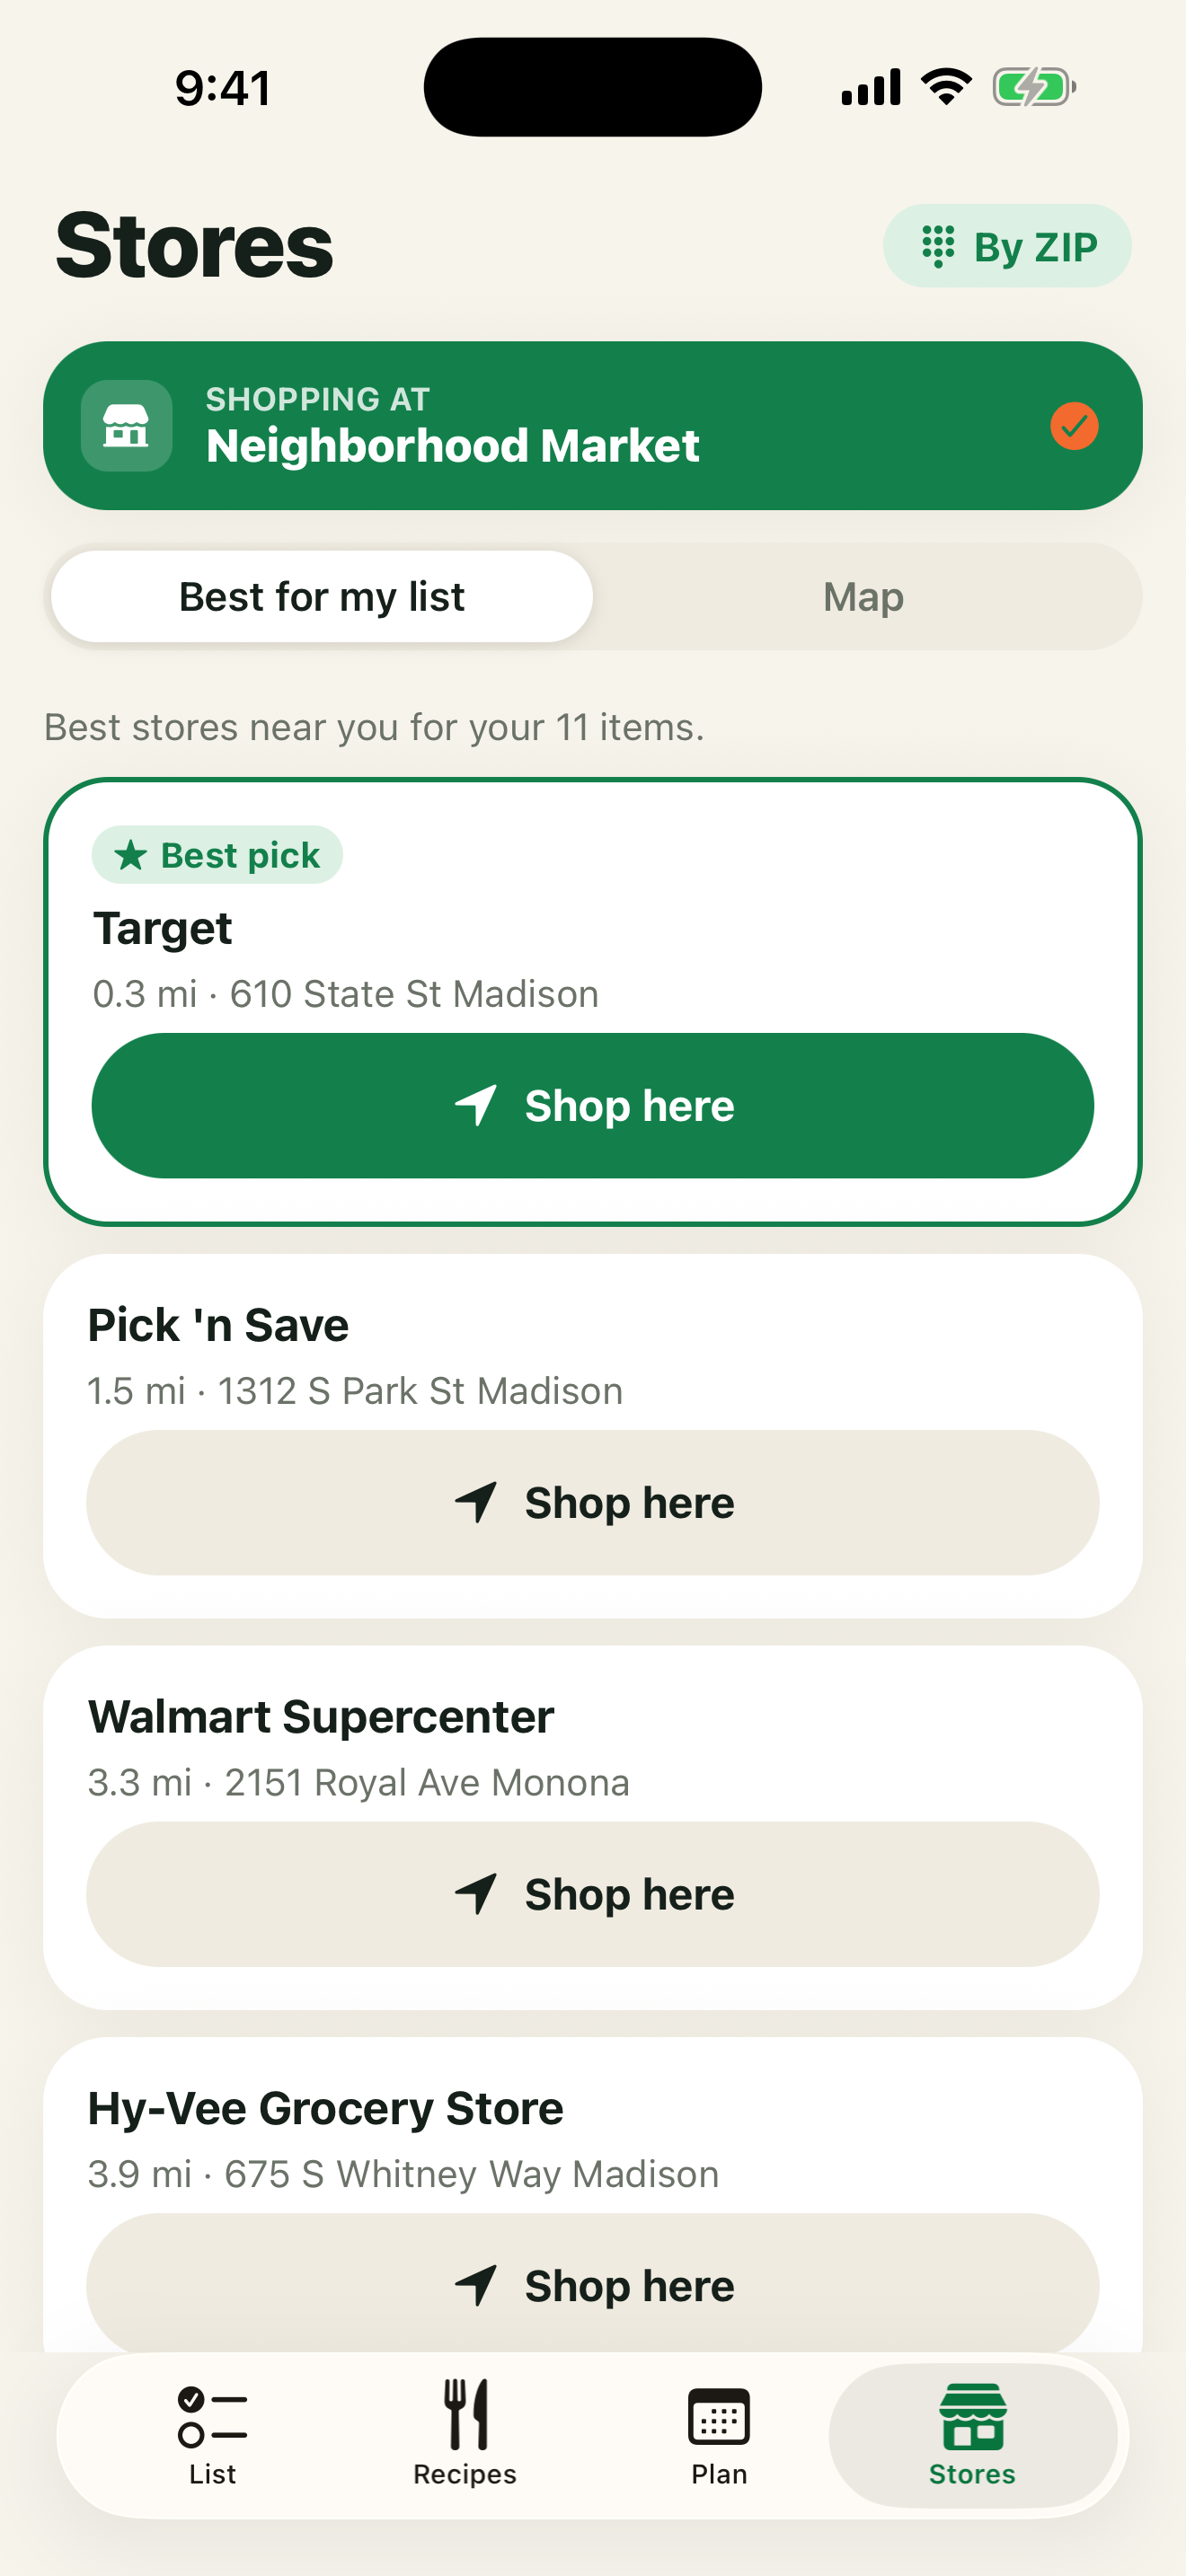 9:41
Stores
By ZIP
SHOPPING AT
Neighborhood Market
Best for my list
Map
Best stores near you for your 11 items.
Best pick
Target
0.3 mi · 610 State St Madison
Shop here
Pick 'n Save
1.5 mi · 1312 S Park St Madison
Shop here
Walmart Supercenter
3.3 mi · 2151 Royal Ave Monona
Shop here
Hy-Vee Grocery Store
3.9 mi · 675 S Whitney Way Madison
Shop here
List
Recipes
Plan
Stores